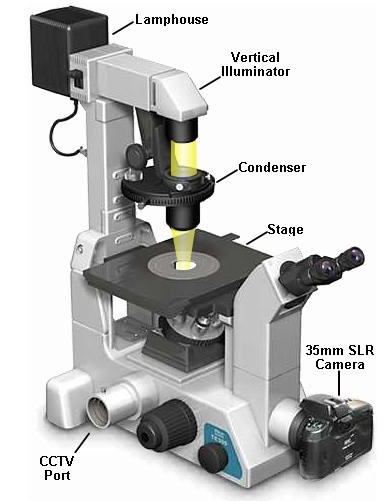 Lamphouse
Vertical
Illuminator
Condenser
Stage
35mm SLR
Camera
CCTV
Port